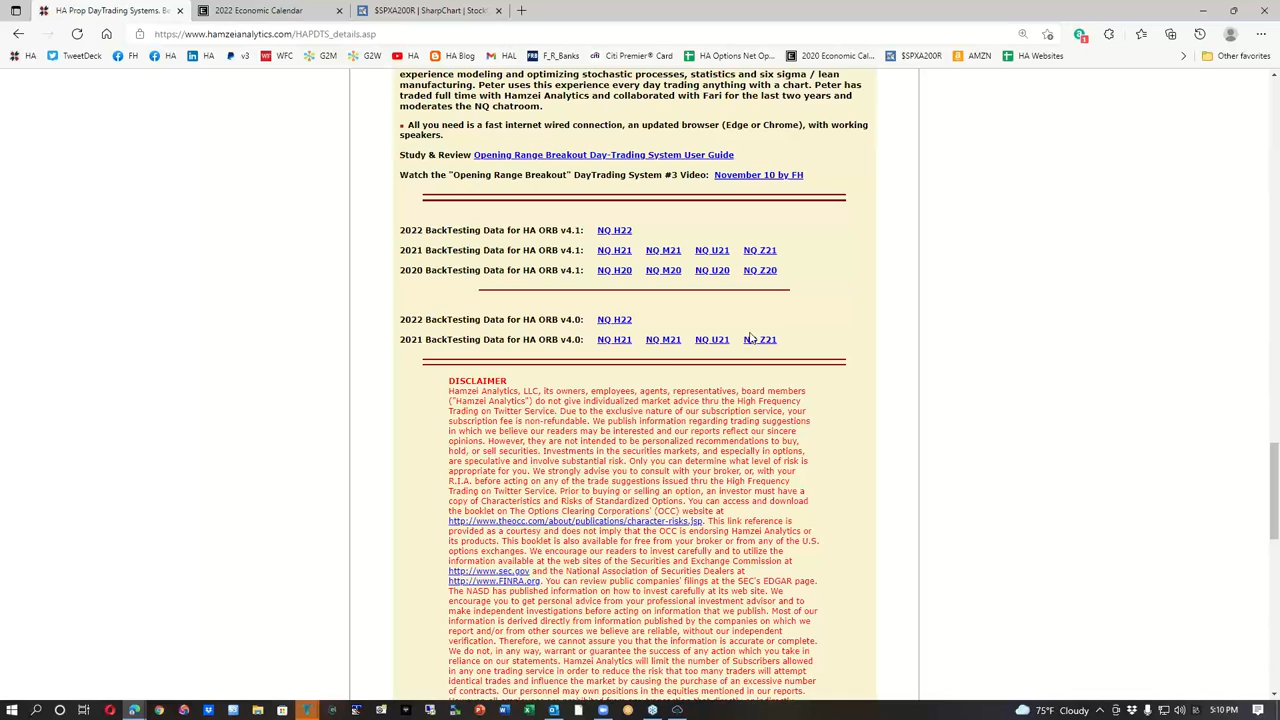 HA Prop DayTrading Systems: B
2022 Economic Calendar
$SPXA200R | SharpChart | Stock
https://www.hamzeianalytics.com/HAPDTS_details.asp
HA TweetDeck FH FH HA HA v3 WFC G2M G2W HA HA Blog HAL F_R_Banks Citi Premier® Card HA Options Net Op... 2020 Economic Cal... $SPXA200R AMZN HA Websites Other favorites
experience modeling and optimizing stochastic processes, statistics and six sigma / lean
manufacturing. Peter uses this experience every day trading anything with a chart. Peter has
traded full time with Hamzei Analytics and collaborated with Fari for the last two years and
moderates the NQ chatroom.
• All you need is a fast internet wired connection, an updated browser (Edge or Chrome), with working
speakers.
Study & Review Opening Range Breakout Day-Trading System User Guide
Watch the "Opening Range Breakout" DayTrading System #3 Video: November 10 by FH
2022 BackTesting Data for HA ORB v4.1: NQ H22
2021 BackTesting Data for HA ORB v4.1: NQ H21 NQ M21 NQ U21 NQ Z21
2020 BackTesting Data for HA ORB v4.1: NQ H20 NQ M20 NQ U20 NQ Z20
2022 BackTesting Data for HA ORB v4.0: NQ H22
2021 BackTesting Data for HA ORB v4.0: NQ H21 NQ M21 NQ U21 NQ Z21
DISCLAIMER
Hamzei Analytics, LLC, its owners, employees, agents, representatives, board members
("Hamzei Analytics") do not give individualized market advice thru the High Frequency
Trading on Twitter Service. Due to the exclusive nature of our subscription service, your
subscription fee is non-refundable. We publish information regarding trading suggestions
in which we believe our readers may be interested and our reports reflect our sincere
opinions. However, they are not intended to be personalized recommendations to buy,
hold, or sell securities. Investments in the securities markets, and especially in options,
are speculative and involve substantial risk. Only you can determine what level of risk is
appropriate for you. We strongly advise you to consult with your broker, or, with your
R.I.A. before acting on any of the trade suggestions issued thru the High Frequency
Trading on Twitter Service. Prior to buying or selling an option, an investor must have a
copy of Characteristics and Risks of Standardized Options. You can access and download
the booklet on The Options Clearing Corporations' (OCC) website at
http://www.theocc.com/about/publications/character-risks.jsp. This link reference is
provided as a courtesy and does not imply that the OCC is endorsing Hamzei Analytics or
its products. This booklet is also available for free from your broker or from any of the U.S.
options exchanges. We encourage our readers to invest carefully and to utilize the
information available at the web sites of the Securities and Exchange Commission at
http://www.sec.gov and the National Association of Securities Dealers at
http://www.FINRA.org. You can review public companies' filings at the SEC's EDGAR page.
The NASD has published information on how to invest carefully at its web site. We
encourage you to get personal advice from your professional investment advisor and to
make independent investigations before acting on information that we publish. Most of our
information is derived directly from information published by the companies on which we
report and/or from other sources we believe are reliable, without our independent
verification. Therefore, we cannot assure you that the information is accurate or complete.
We do not, in any way, warrant or guarantee the success of any action which you take in
reliance on our statements. Hamzei Analytics will limit the number of Subscribers allowed
in any one trading service in order to reduce the risk that too many traders will attempt
identical trades and influence the market by causing the purchase of an excessive number
of contracts. Our personnel may own positions in the equities mentioned in our reports.
75°F Cloudy 5:10 PM